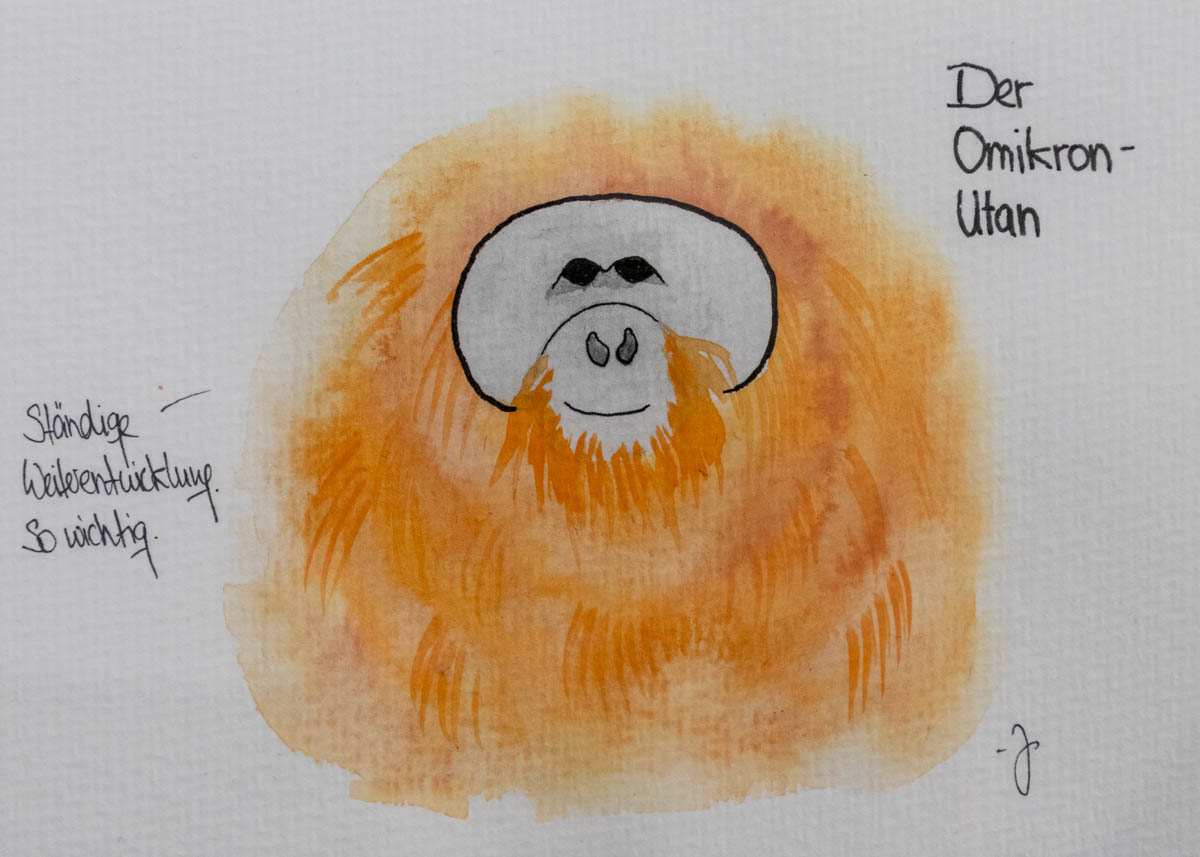 Der
Omikron-
Utan
Ständige
Weiterentwicklung.
So wichtig.
-J